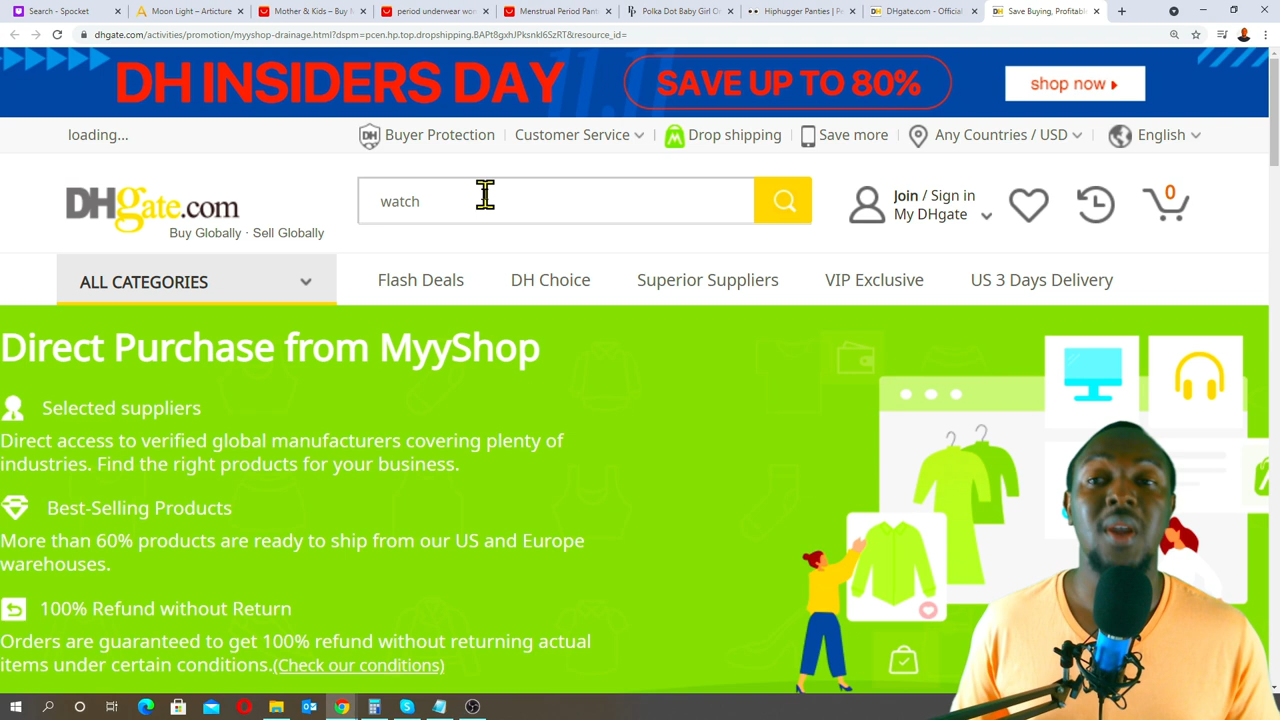 Search - Spocket
Moon Light – Articture
Mother & Kids – Buy M
period underwear wom
Menstrual Period Pant
Polka Dot Baby Girl On
Hiphugger Panties | Pe
DHgate.com - Official
Save Buying, Profitabl
dhgate.com/activities/promotion/myyshop-drainage.html?dspm=pcen.hp.top.dropshipping.BAPt8gxhJPksnkl6SzRT&resource_id=
DH INSIDERS DAY
11.11
SAVE UP TO 80%
shop now
loading...
DH Buyer Protection
Customer Service
Drop shipping
Save more
Any Countries / USD
English
DHgate.com
Buy Globally · Sell Globally
watch
Join / Sign in
My DHgate
0
ALL CATEGORIES
Flash Deals
DH Choice
Superior Suppliers
VIP Exclusive
US 3 Days Delivery
Direct Purchase from MyyShop
Selected suppliers
Direct access to verified global manufacturers covering plenty of
industries. Find the right products for your business.
Best-Selling Products
More than 60% products are ready to ship from our US and Europe
warehouses.
100% Refund without Return
Orders are guaranteed to get 100% refund without returning actual
items under certain conditions.(Check our conditions)